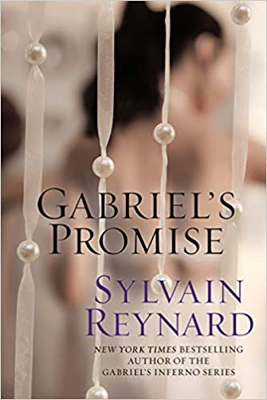 GABRIEL'S
PROMISE
SYLVAIN
REYNARD
NEW YORK TIMES BESTSELLING
AUTHOR OF THE
GABRIEL'S INFERNO SERIES